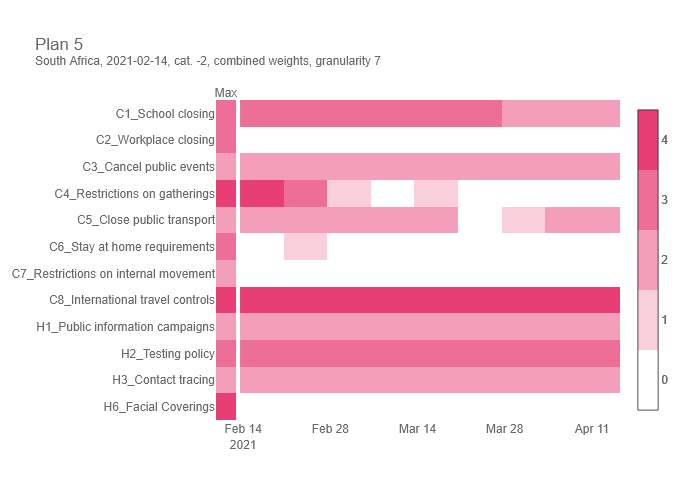 Plan 5
South Africa, 2021-02-14, cat. -2, combined weights, granularity 7
Max
C1_School closing
C2_Workplace closing
C3_Cancel public events
C4_Restrictions on gatherings
C5_Close public transport
C6_Stay at home requirements
C7_Restrictions on internal movement
C8_International travel controls
H1_Public information campaigns
H2_Testing policy
H3_Contact tracing
H6_Facial Coverings
Feb 14 Feb 28 Mar 14 Mar 28 Apr 11
2021
4
3
2
1
0